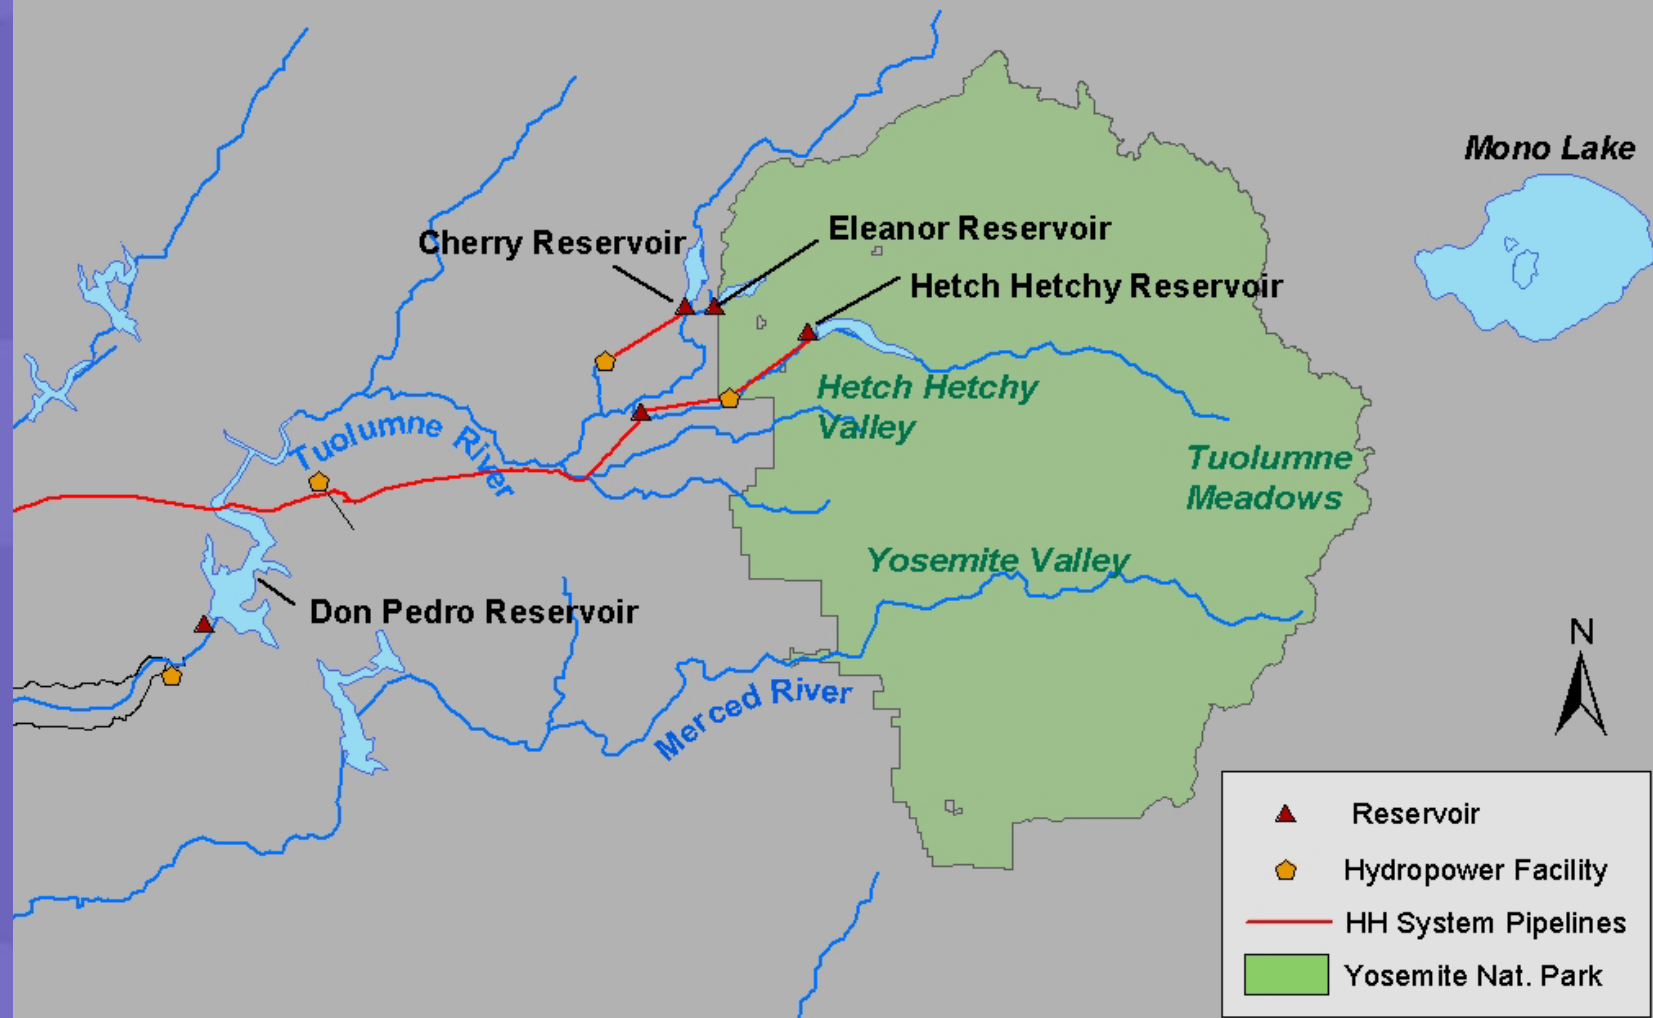 Mono Lake
Eleanor Reservoir
Cherry Reservoir
Hetch Hetchy Reservoir
Hetch Hetchy
Valley
Tuolumne River
Tuolumne
Meadows
Yosemite Valley
Don Pedro Reservoir
Merced River
N
Reservoir
Hydropower Facility
HH System Pipelines
Yosemite Nat. Park